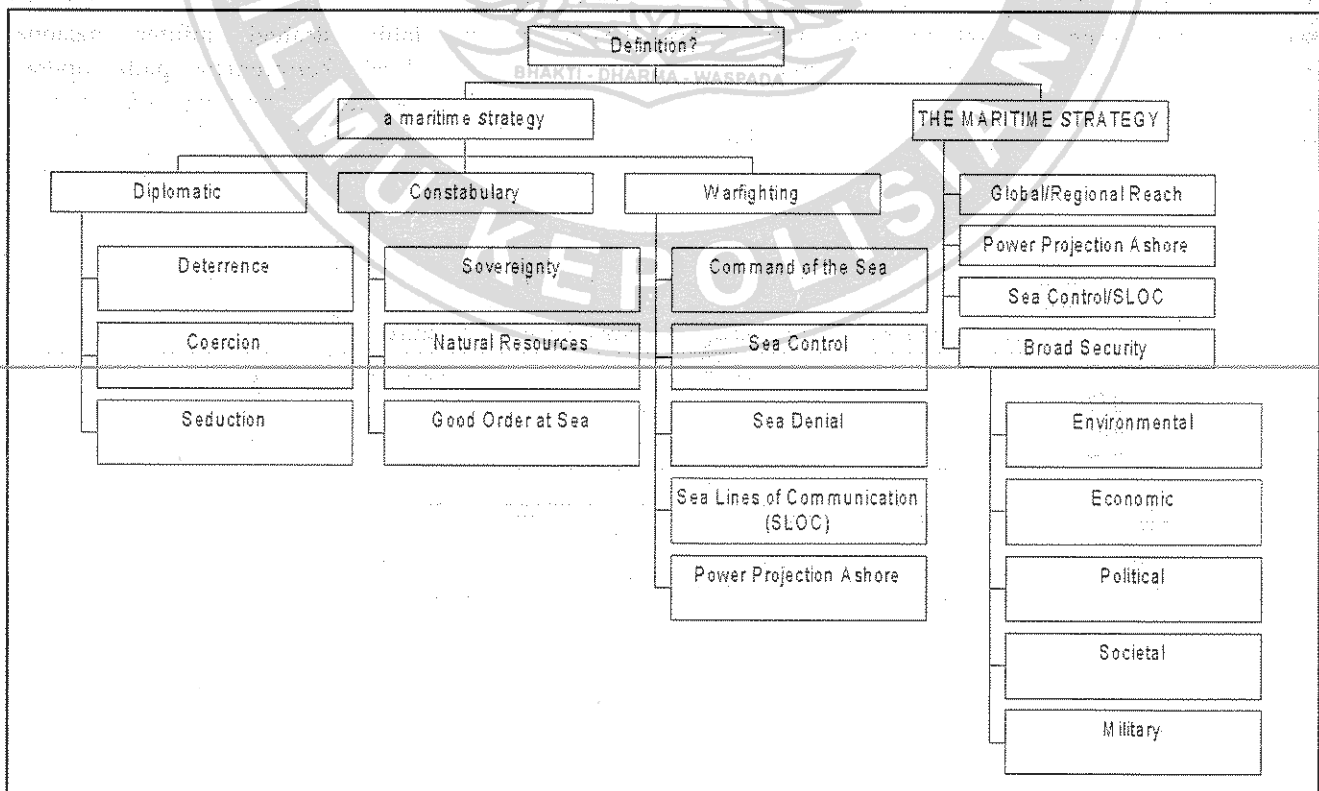 Definition?
BHAKTI - DHARMA - WASPADA
a maritime strategy
THE MARITIME STRATEGY
Diplomatic
Constabulary
Warfighting
Global/Regional Reach
Power Projection Ashore
Sea Control/SLOC
Broad Security
Deterrence
Coercion
Seduction
Sovereignty
Natural Resources
Good Order at Sea
Command of the Sea
Sea Control
Sea Denial
Sea Lines of Communication
(SLOC)
Power Projection Ashore
Environmental
Economic
Political
Societal
Military
KEPOLISIAN